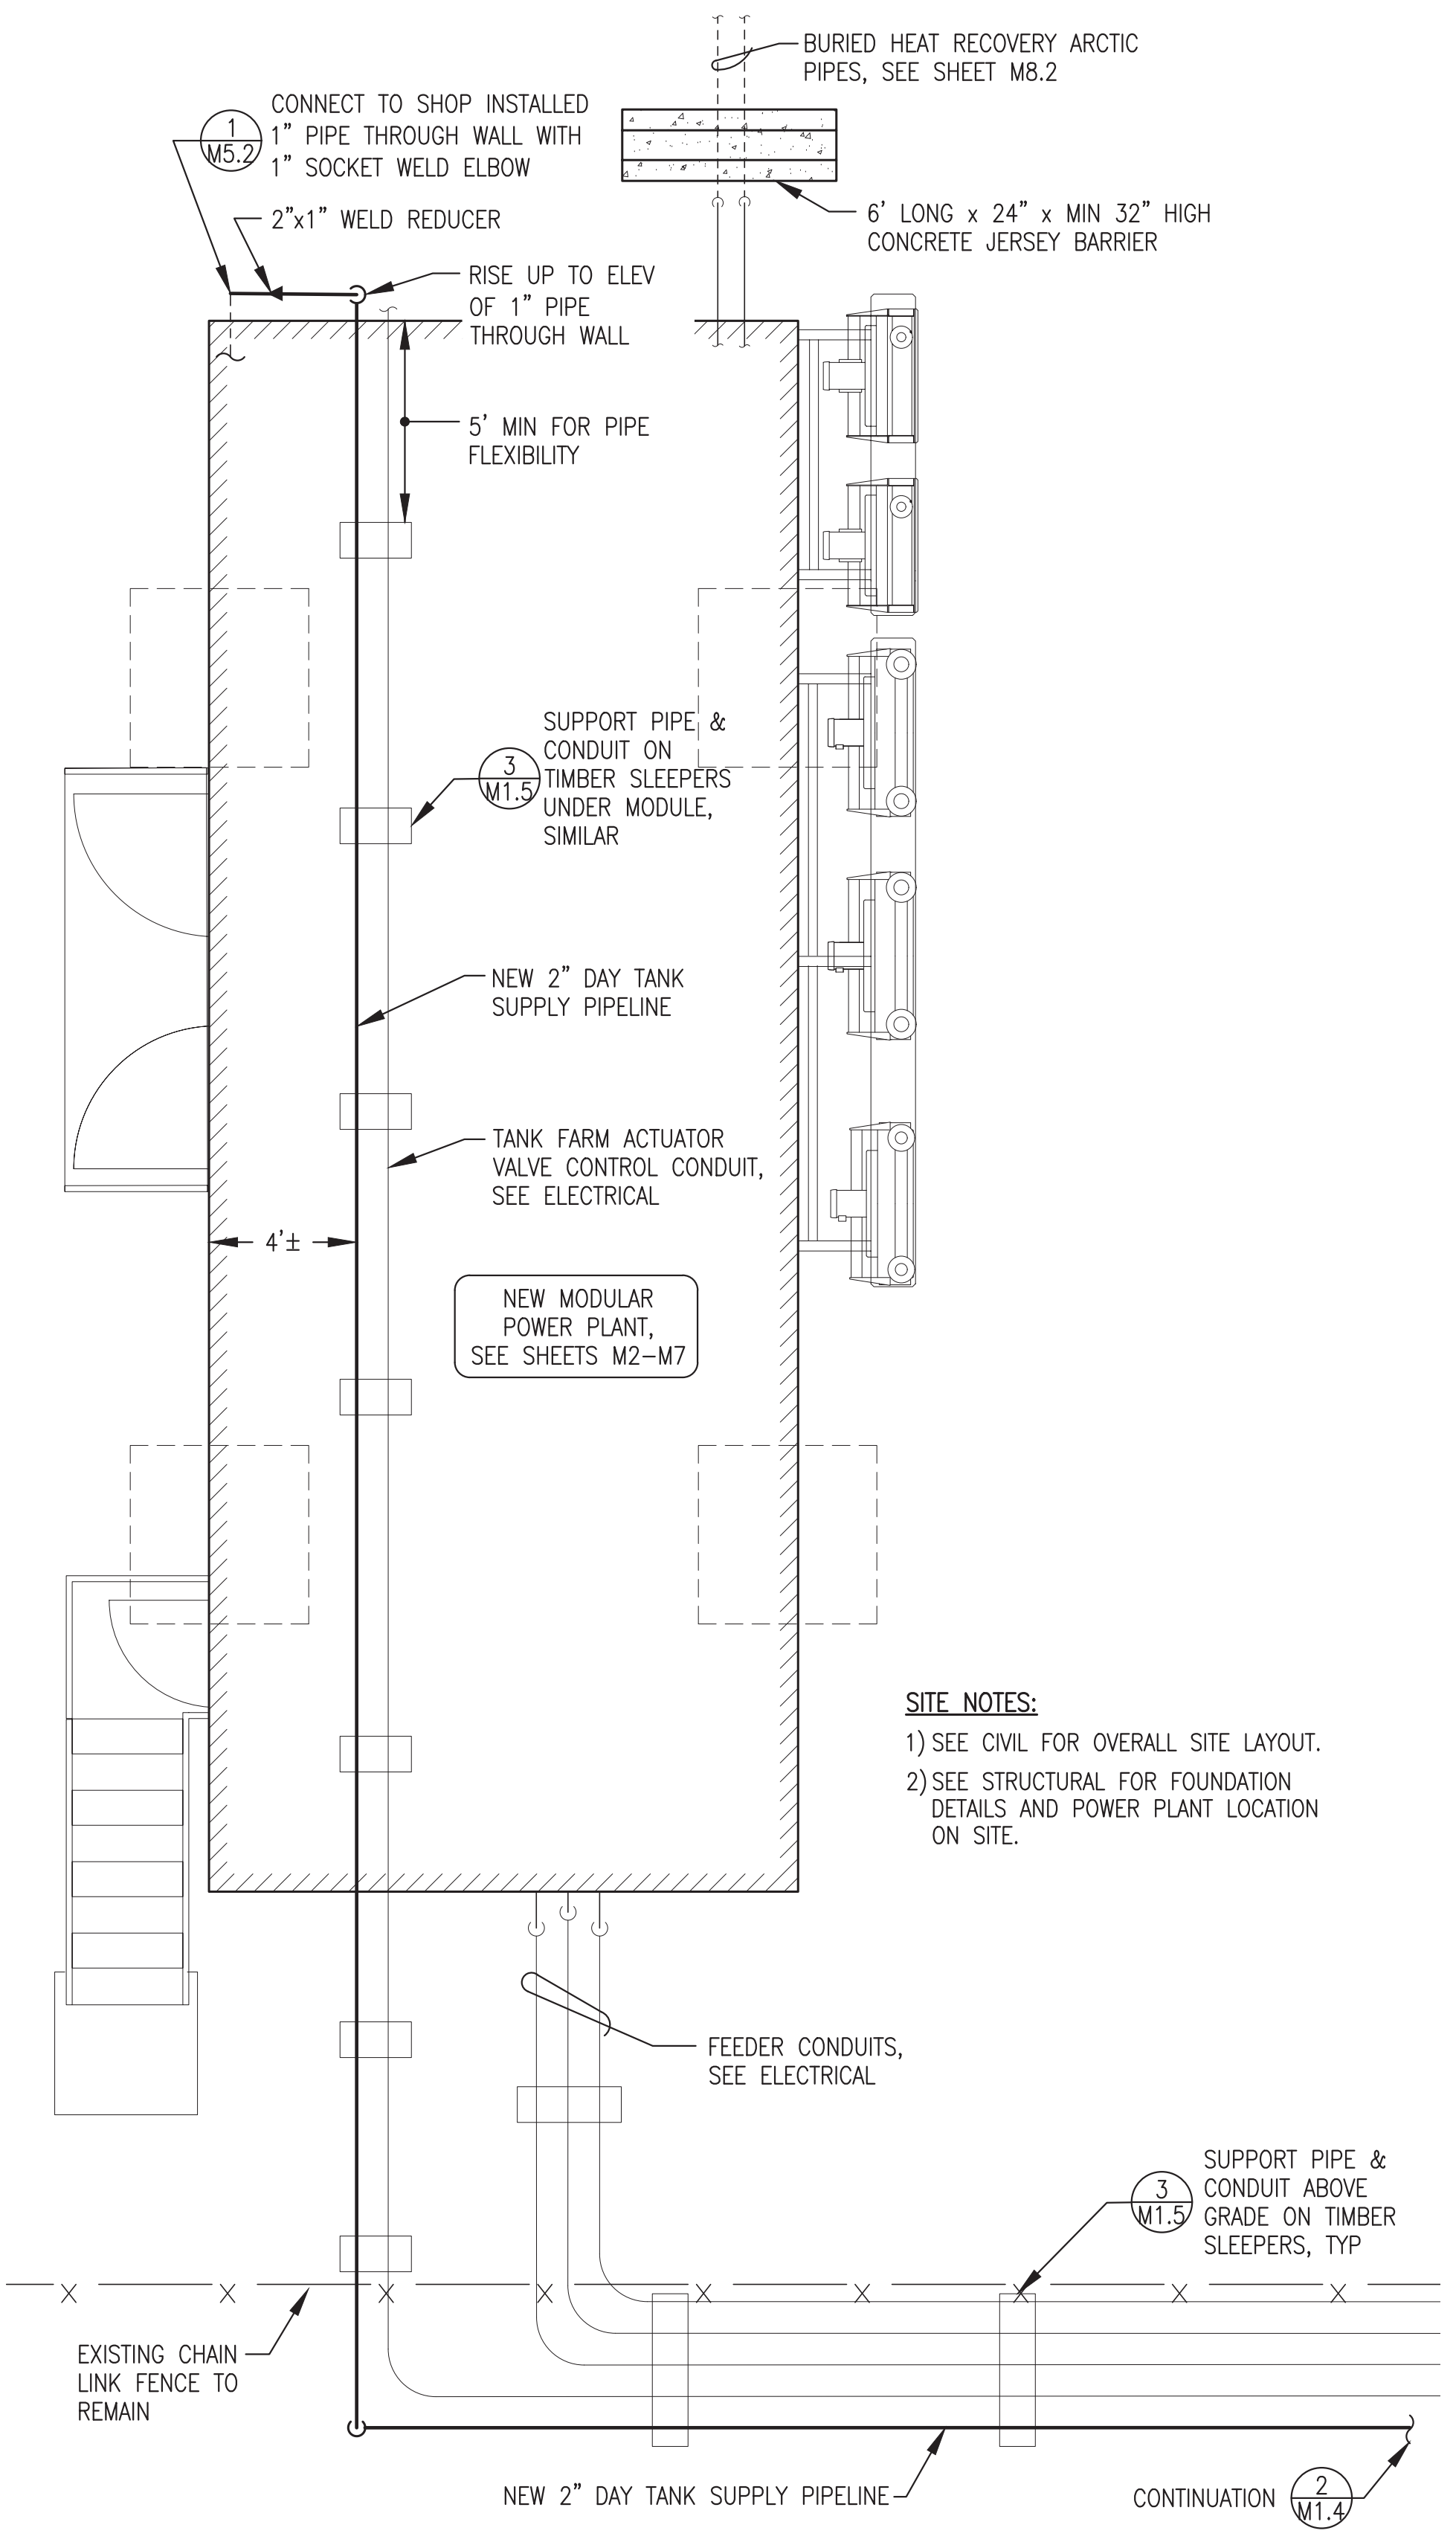 BURIED HEAT RECOVERY ARCTIC
PIPES, SEE SHEET M8.2
1
M5.2
CONNECT TO SHOP INSTALLED
1" PIPE THROUGH WALL WITH
1" SOCKET WELD ELBOW
2"x1" WELD REDUCER
6' LONG x 24" x MIN 32" HIGH
CONCRETE JERSEY BARRIER
RISE UP TO ELEV
OF 1" PIPE
THROUGH WALL
5' MIN FOR PIPE
FLEXIBILITY
3
M1.5
SUPPORT PIPE &
CONDUIT ON
TIMBER SLEEPERS
UNDER MODULE,
SIMILAR
NEW 2" DAY TANK
SUPPLY PIPELINE
TANK FARM ACTUATOR
VALVE CONTROL CONDUIT,
SEE ELECTRICAL
4'±
NEW MODULAR
POWER PLANT,
SEE SHEETS M2-M7
SITE NOTES:
1) SEE CIVIL FOR OVERALL SITE LAYOUT.
2) SEE STRUCTURAL FOR FOUNDATION
DETAILS AND POWER PLANT LOCATION
ON SITE.
FEEDER CONDUITS,
SEE ELECTRICAL
3
M1.5
SUPPORT PIPE &
CONDUIT ABOVE
GRADE ON TIMBER
SLEEPERS, TYP
X X X X X X X X X
EXISTING CHAIN
LINK FENCE TO
REMAIN
NEW 2" DAY TANK SUPPLY PIPELINE
CONTINUATION
2
M1.4